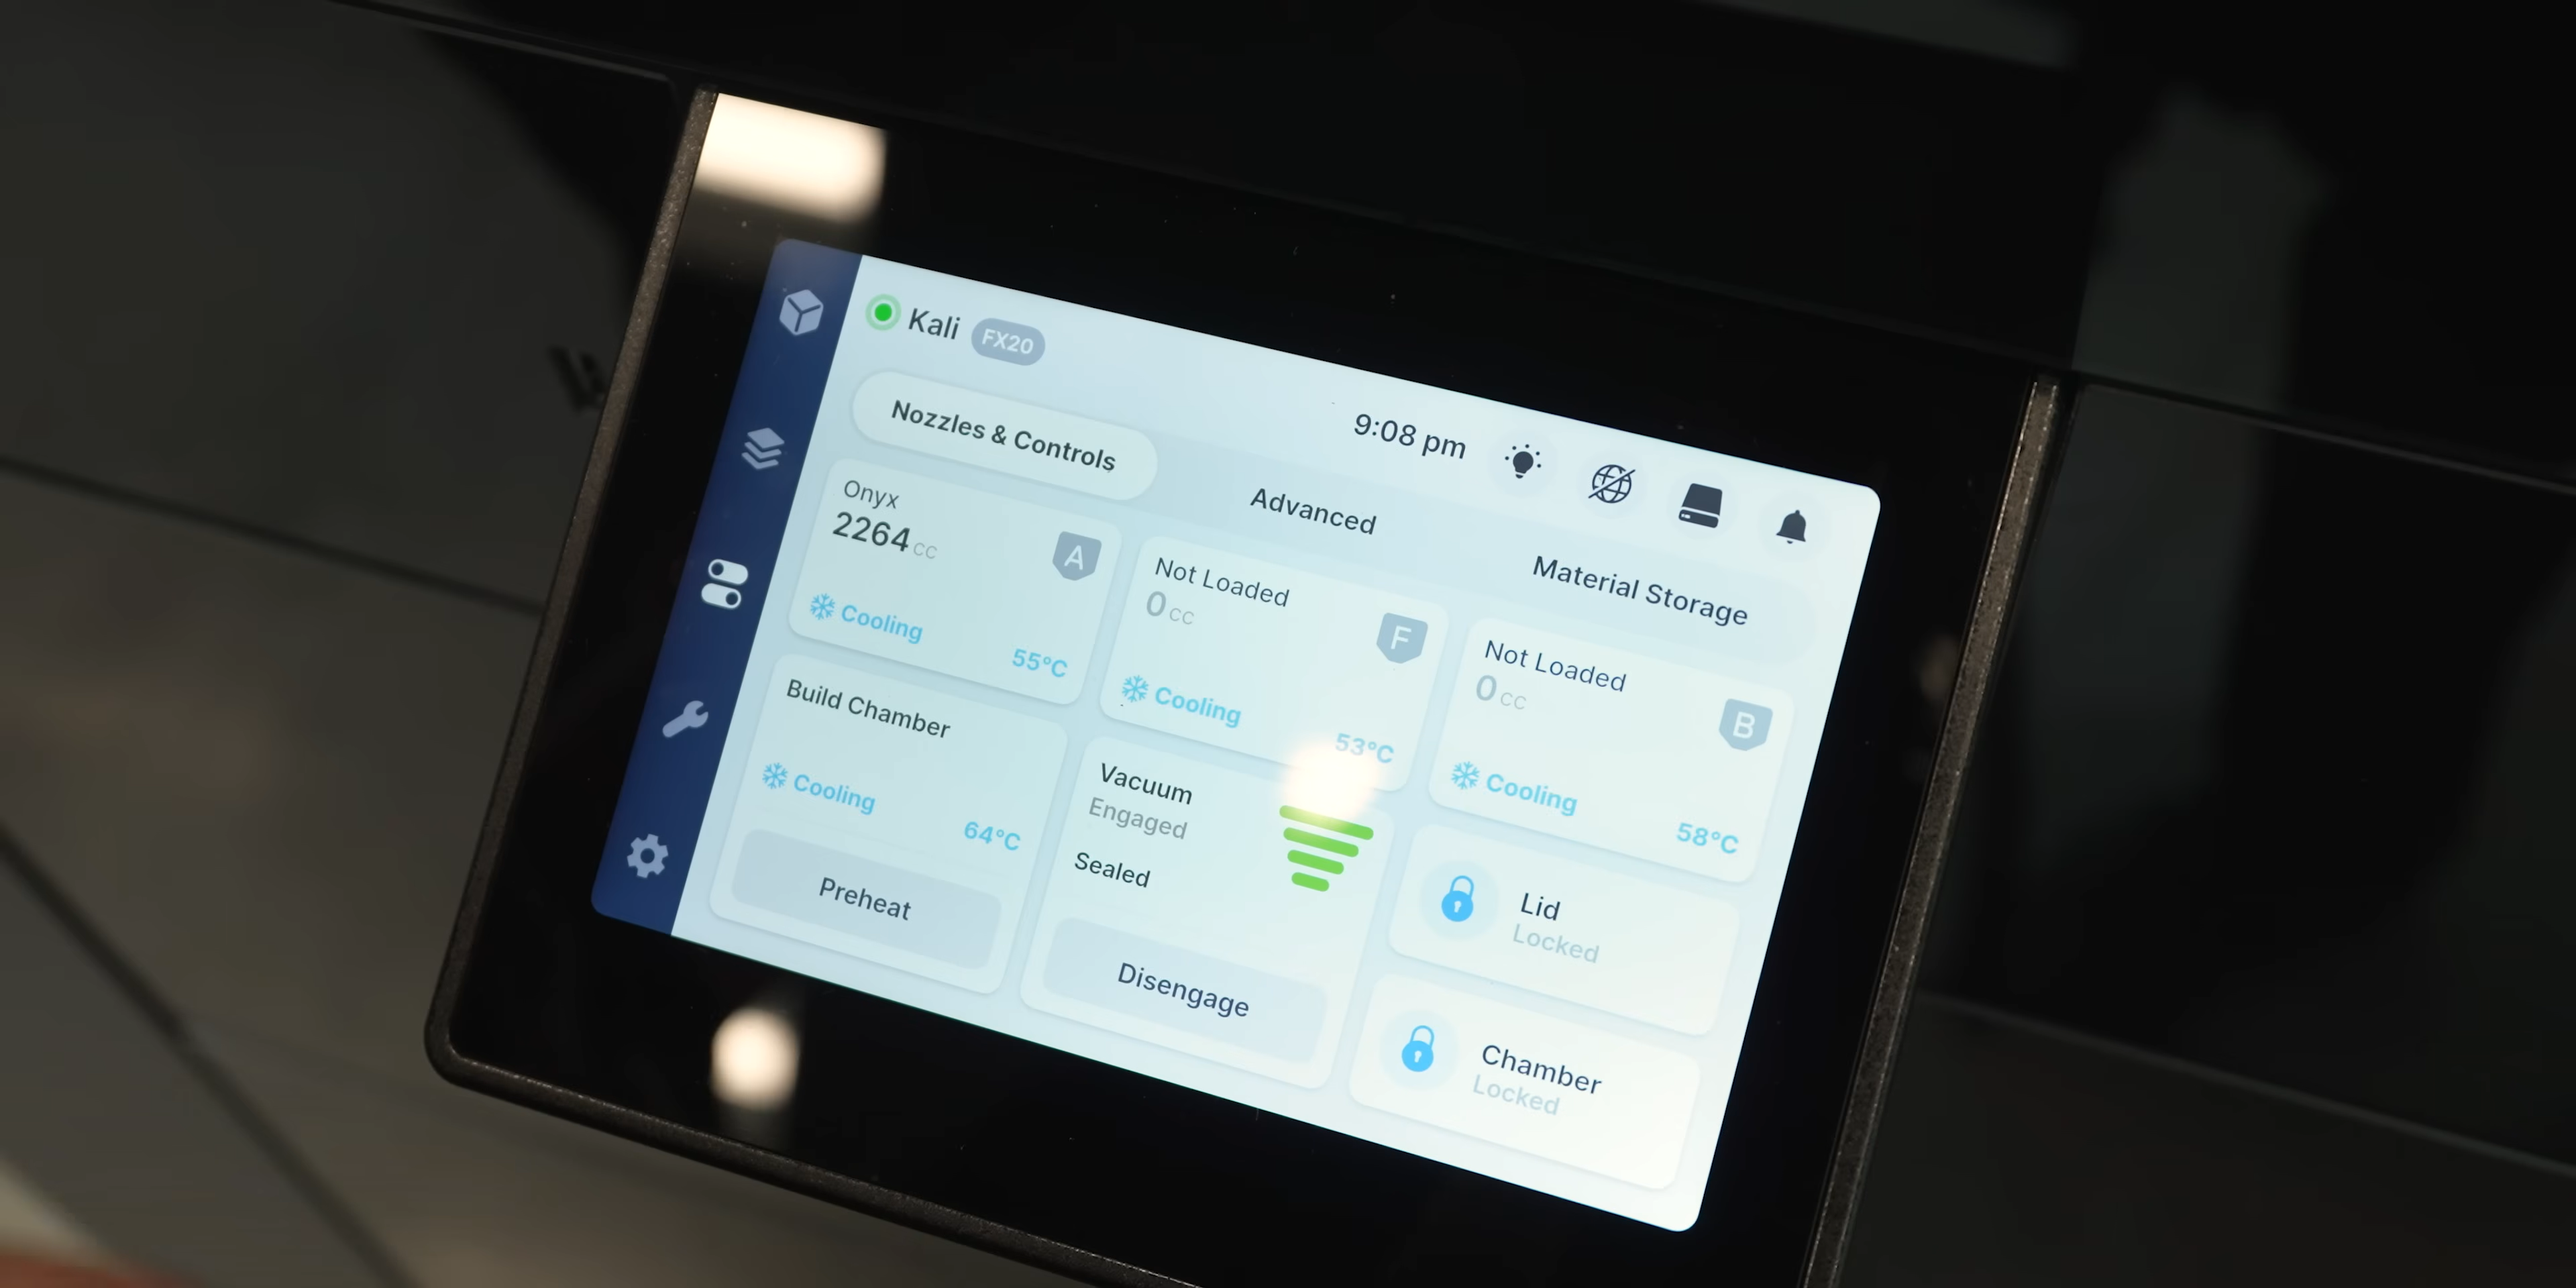 Kali FX20
9:08 pm
Nozzles & Controls
Advanced
Material Storage
Onyx
2264 cc
A
Cooling
55°C
Not Loaded
0 cc
F
Cooling
53°C
Not Loaded
0 cc
B
Cooling
58°C
Build Chamber
Cooling
64°C
Preheat
Vacuum
Engaged
Sealed
Disengage
Lid
Locked
Chamber
Locked